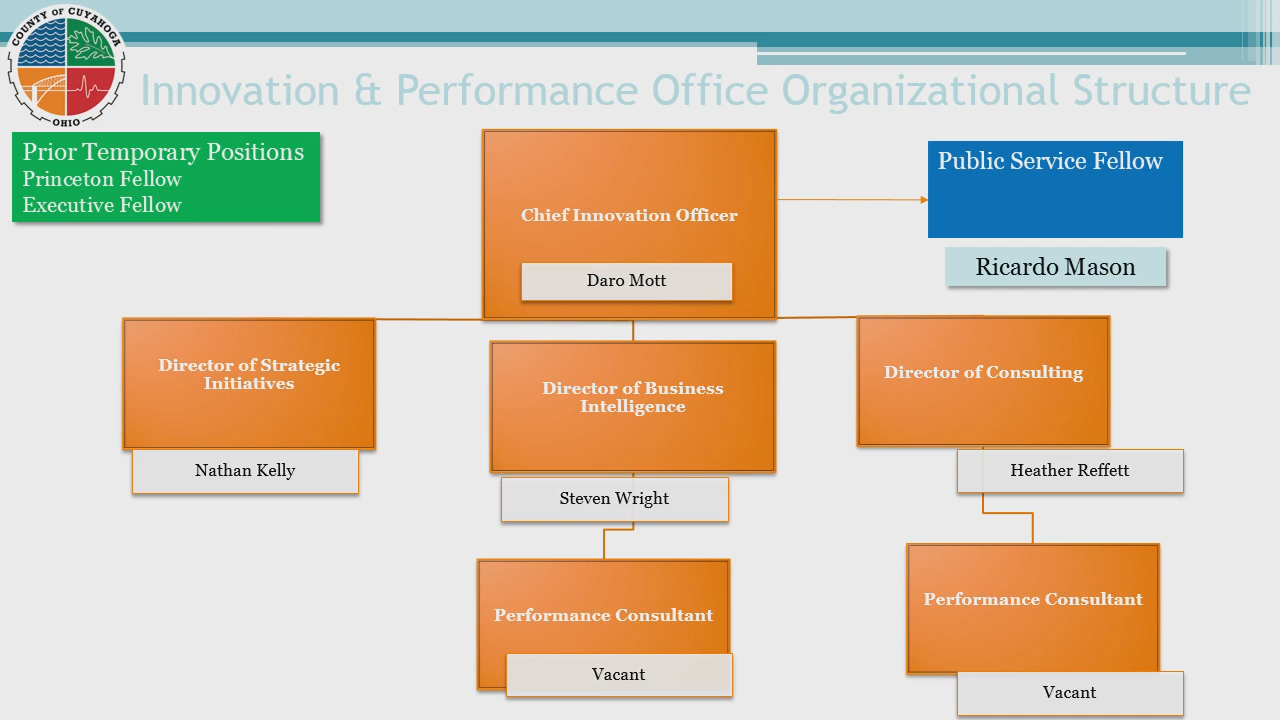 COUNTY OF CUYAHOGA
OHIO
Innovation & Performance Office Organizational Structure
Prior Temporary Positions
Princeton Fellow
Executive Fellow
Chief Innovation Officer
Daro Mott
Public Service Fellow
Ricardo Mason
Director of Strategic
Initiatives
Nathan Kelly
Director of Business
Intelligence
Steven Wright
Director of Consulting
Heather Reffett
Performance Consultant
Vacant
Performance Consultant
Vacant